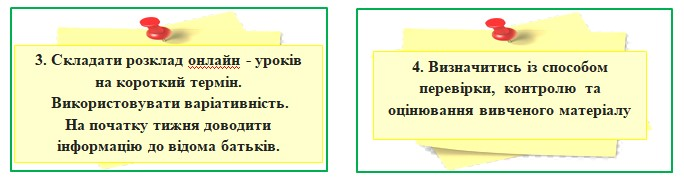 3. Складати розклад онлайн - уроків
на короткий термін.
Використовувати варіативність.
На початку тижня доводити
інформацію до відома батьків.
4. Визначитись із способом
перевірки, контролю та
оцінювання вивченого матеріалу